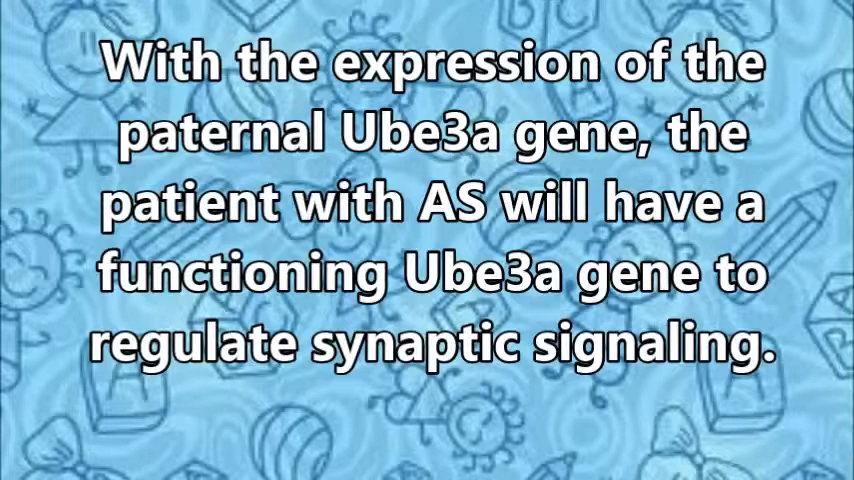 With the expression of the
paternal Ube3a gene, the
patient with AS will have a
functioning Ube3a gene to
regulate synaptic signaling.